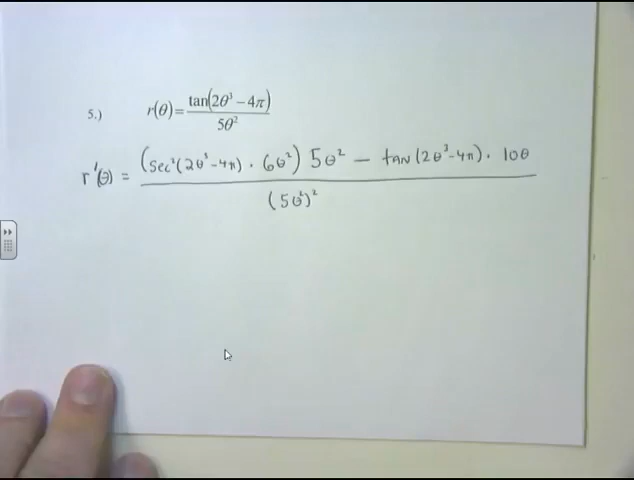 5.) r(θ) = tan(2θ³ − 4π) / 5θ²
r'(θ) = (sec²(2θ³-4π) · 6θ²) 5θ² − tan(2θ³-4π) · 10θ
(5θ²)²